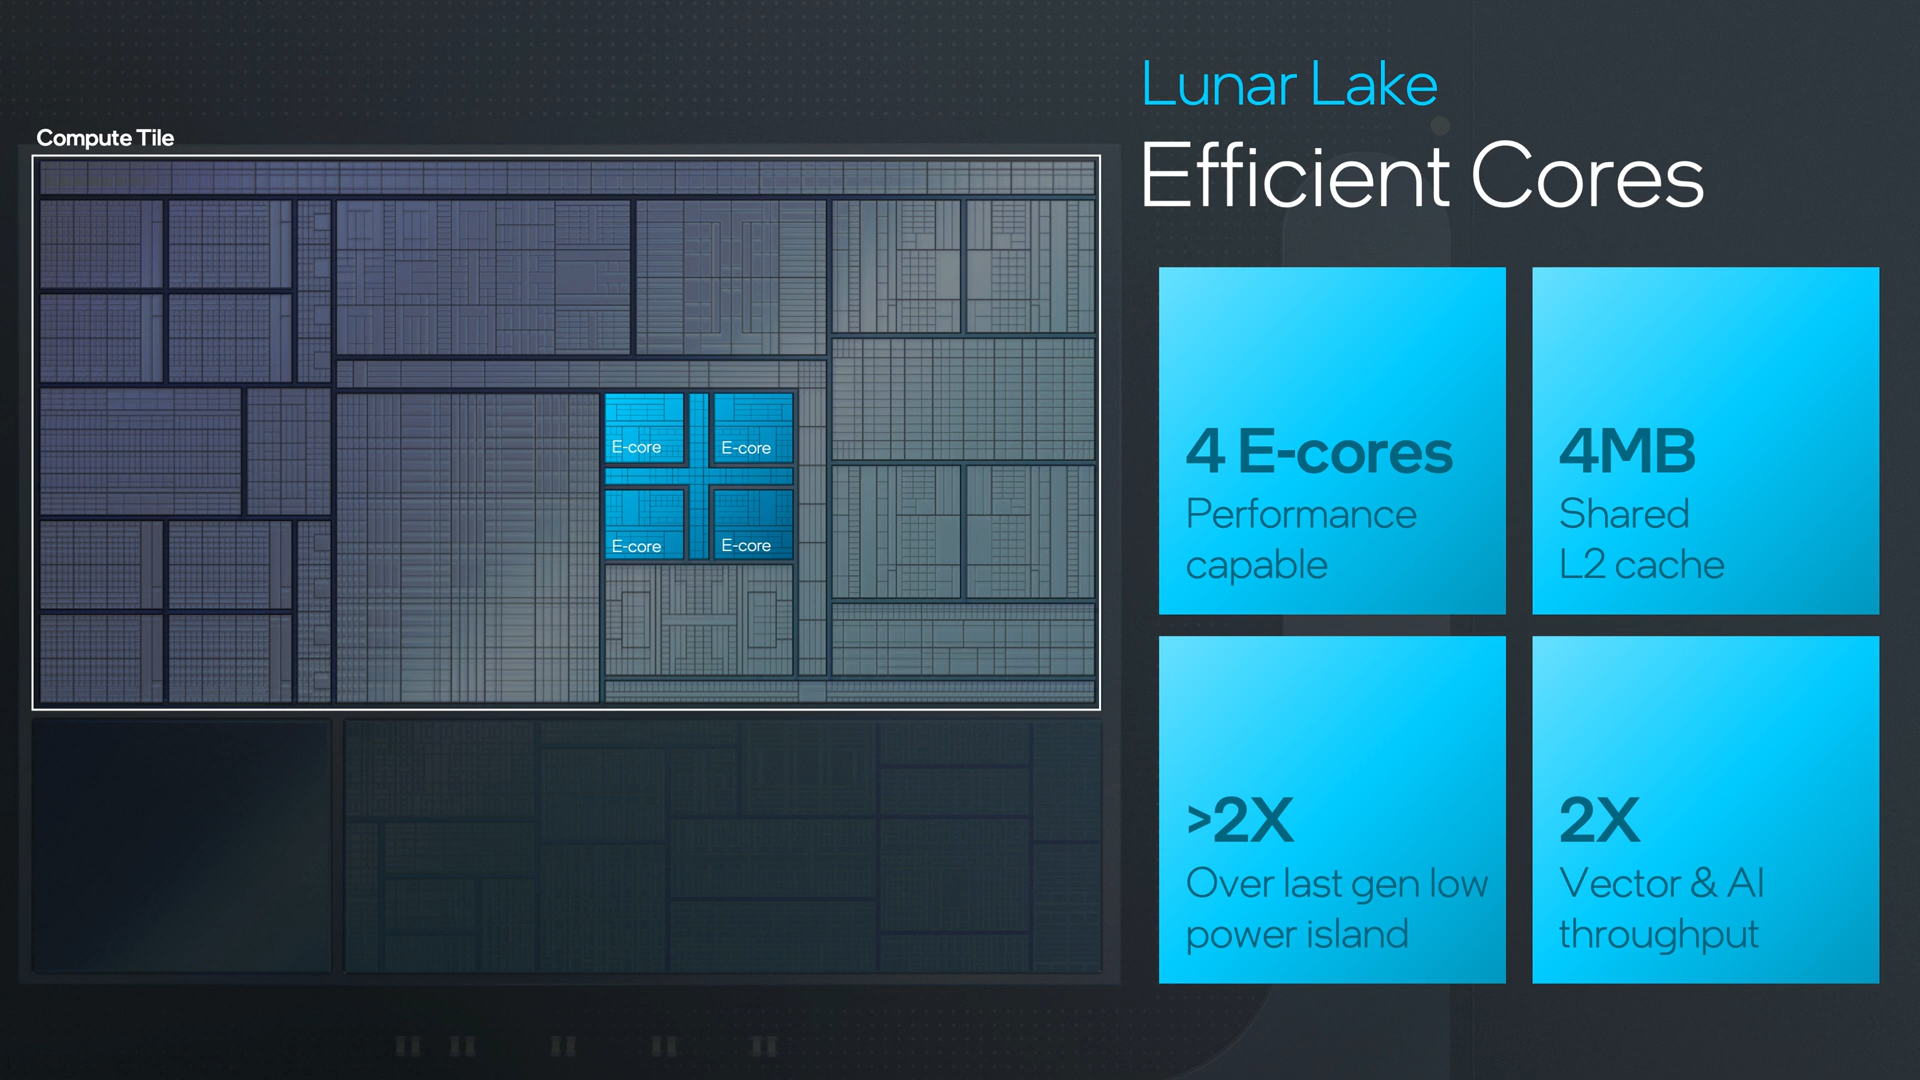 Lunar Lake
Efficient Cores
Compute Tile
E-core
E-core
E-core
E-core
4 E-cores
Performance
capable
4MB
Shared
L2 cache
>2X
Over last gen low
power island
2X
Vector & AI
throughput